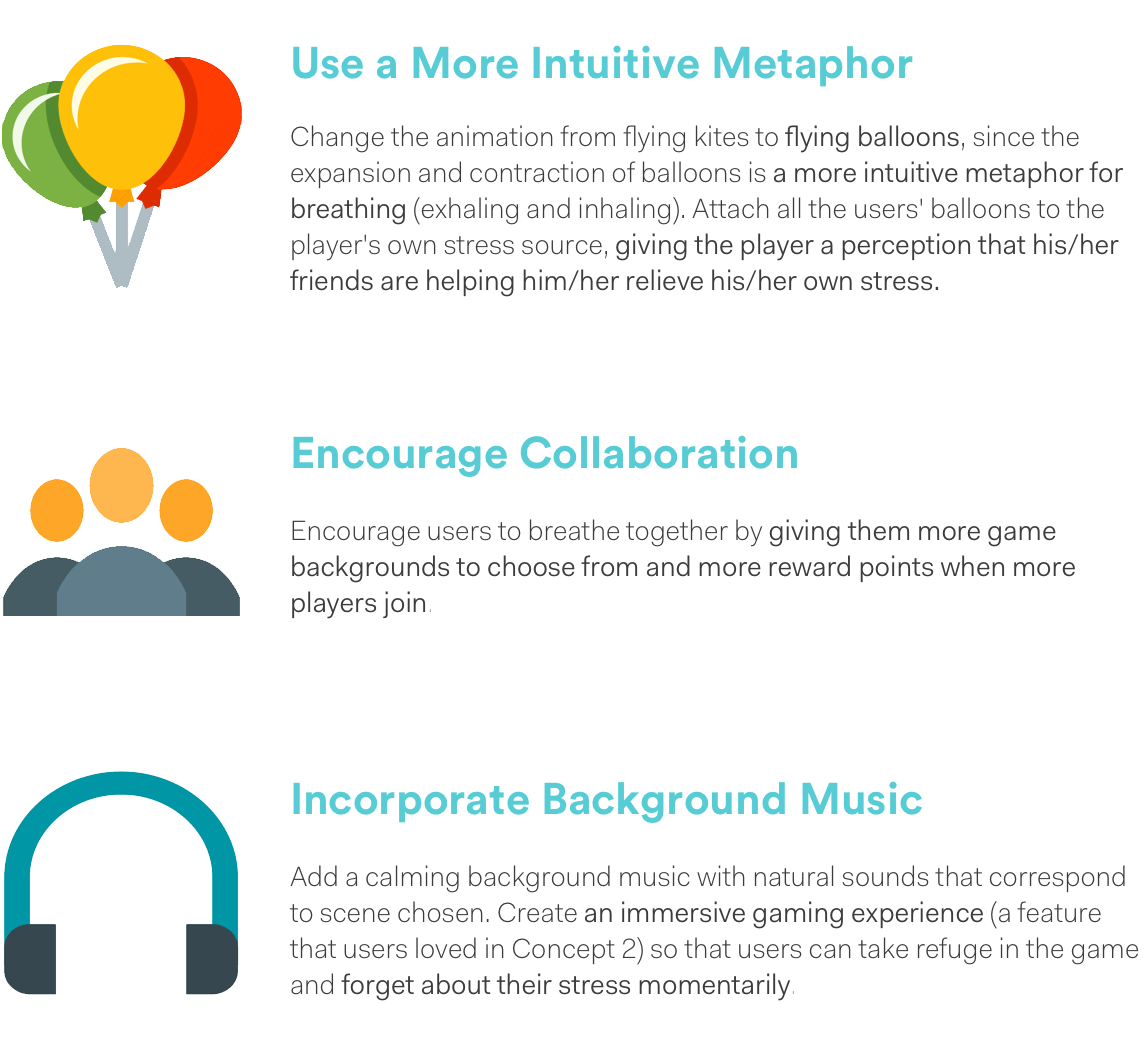 Use a More Intuitive Metaphor
Change the animation from flying kites to flying balloons, since the
expansion and contraction of balloons is a more intuitive metaphor for
breathing (exhaling and inhaling). Attach all the users' balloons to the
player's own stress source, giving the player a perception that his/her
friends are helping him/her relieve his/her own stress.
Encourage Collaboration
Encourage users to breathe together by giving them more game
backgrounds to choose from and more reward points when more
players join.
Incorporate Background Music
Add a calming background music with natural sounds that correspond
to scene chosen. Create an immersive gaming experience (a feature
that users loved in Concept 2) so that users can take refuge in the game
and forget about their stress momentarily.